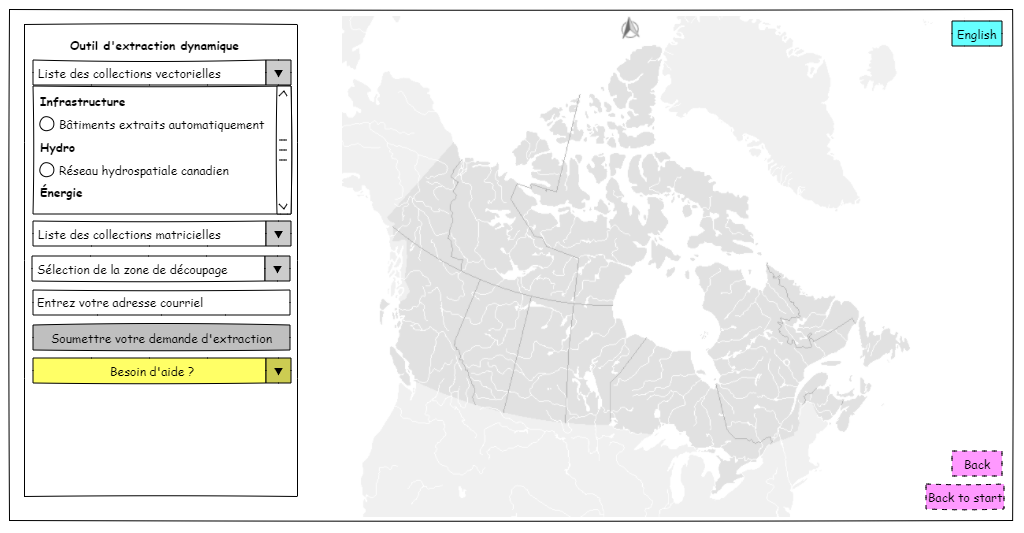 Outil d'extraction dynamique
Liste des collections vectorielles
Infrastructure
Bâtiments extraits automatiquement
Hydro
Réseau hydrospatiale canadien
Énergie
Liste des collections matricielles
Sélection de la zone de découpage
Entrez votre adresse courriel
Soumettre votre demande d'extraction
Besoin d'aide ?
English
Back
Back to start